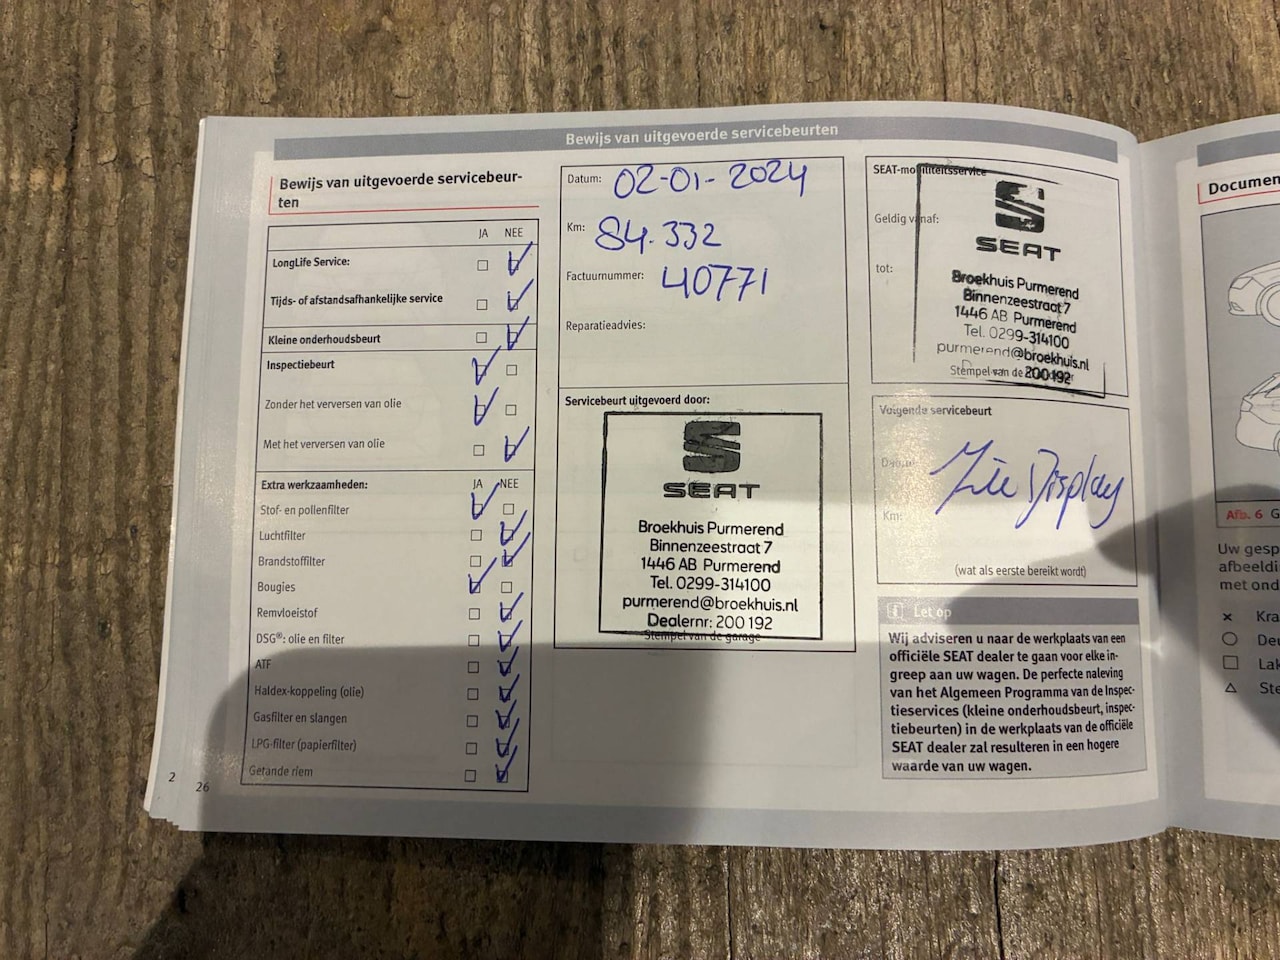 Bewijs van uitgevoerde servicebeurten
Bewijs van uitgevoerde servicebeur-
ten
JA NEE
LongLife Service:
Tijds- of afstandsafhankelijke service
Kleine onderhoudsbeurt
Inspectiebeurt
Zonder het verversen van olie
Met het verversen van olie
Extra werkzaamheden: JA NEE
Stof- en pollenfilter
Luchtfilter
Brandstoffilter
Bougies
Remvloeistof
DSG®: olie en filter
ATF
Haldex-koppeling (olie)
Gasfilter en slangen
LPG-filter (papierfilter)
Getande riem
2
26
Datum: 02-01-2024
Km: 84.332
Factuurnummer: 40771
Reparatieadvies:
Servicebeurt uitgevoerd door:
SEAT
Broekhuis Purmerend
Binnenzeestraat 7
1446 AB Purmerend
Tel. 0299-314100
purmerend@broekhuis.nl
Dealernr: 200 192
Stempel van de garage
SEAT-mobiliteitsservice
Geldig vanaf:
tot:
SEAT
Broekhuis Purmerend
Binnenzeestraat 7
1446 AB Purmerend
Tel. 0299-314100
purmerend@broekhuis.nl
200 192
Stempel van de
Volgende servicebeurt
Datum:
Zie Display
Km:
(wat als eerste bereikt wordt)
Let op
Wij adviseren u naar de werkplaats van een
officiële SEAT dealer te gaan voor elke in-
greep aan uw wagen. De perfecte naleving
van het Algemeen Programma van de Inspec-
tieservices (kleine onderhoudsbeurt, inspec-
tiebeurten) in de werkplaats van de officiële
SEAT dealer zal resulteren in een hogere
waarde van uw wagen.
Documen
Afb. 6 G
Uw gesp
afbeeldi
met ond
Kra
Deu
Lak
Ste